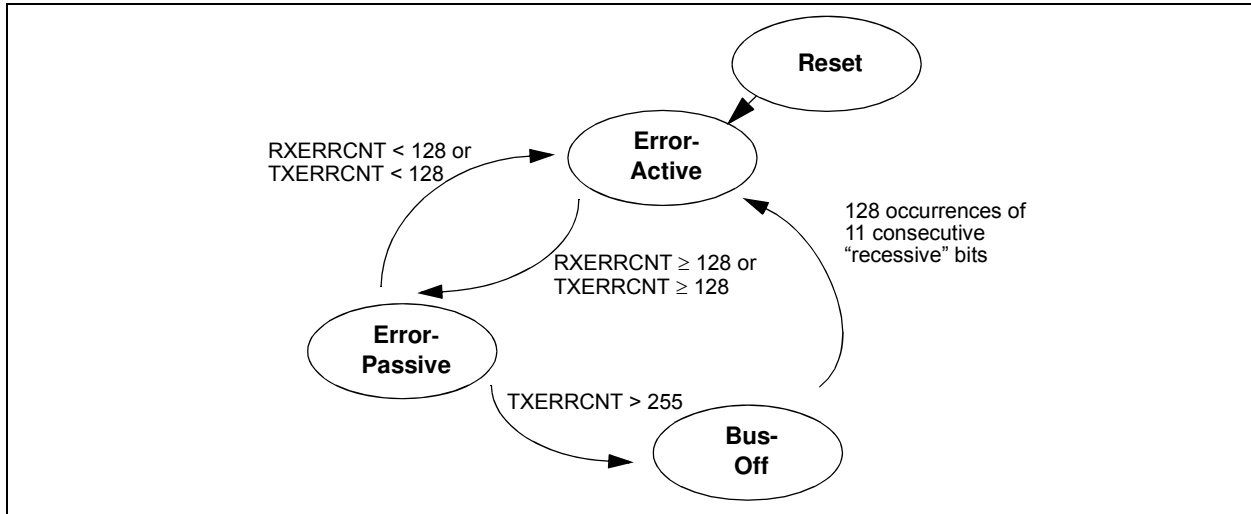 Reset
Error-
Active
RXERRCNT < 128 or
TXERRCNT < 128
128 occurrences of
11 consecutive
“recessive” bits
RXERRCNT ≥ 128 or
TXERRCNT ≥ 128
Error-
Passive
TXERRCNT > 255
Bus-
Off